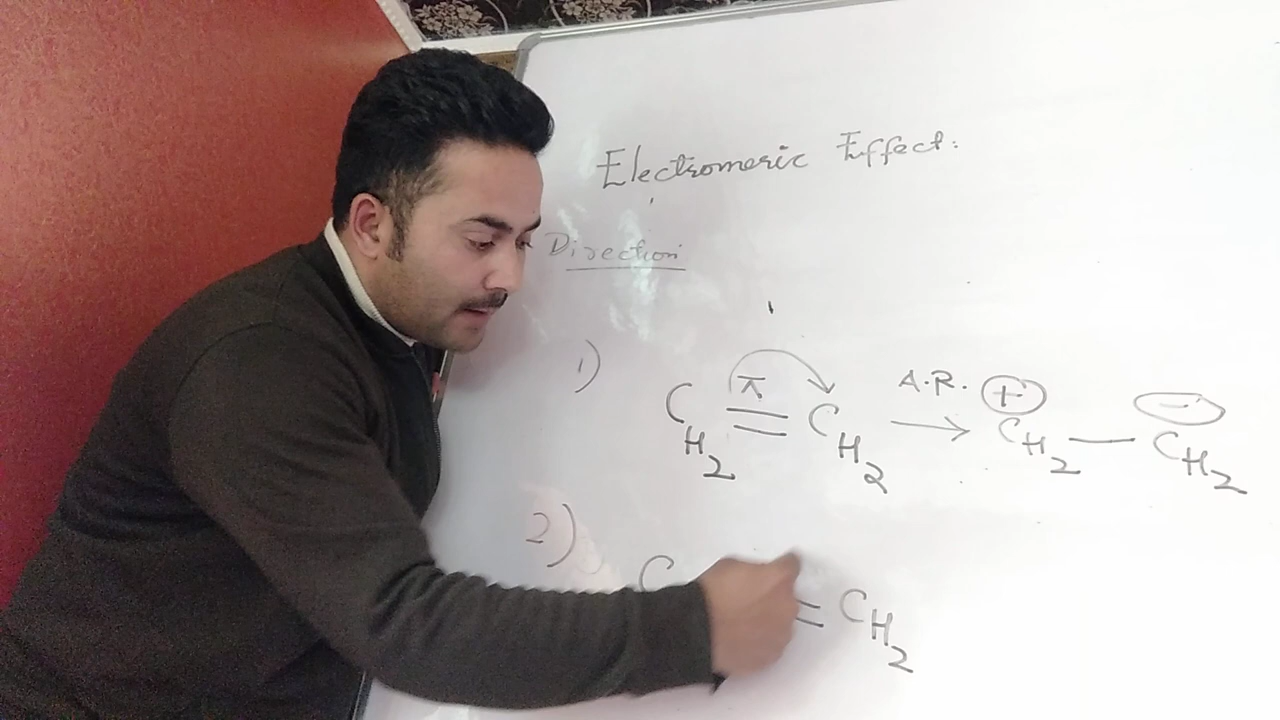 Electromeric Effect:
Direction
1) CH2 = CH2 π → A.R. ⊕CH2 — ⊖CH2
2) C = CH2